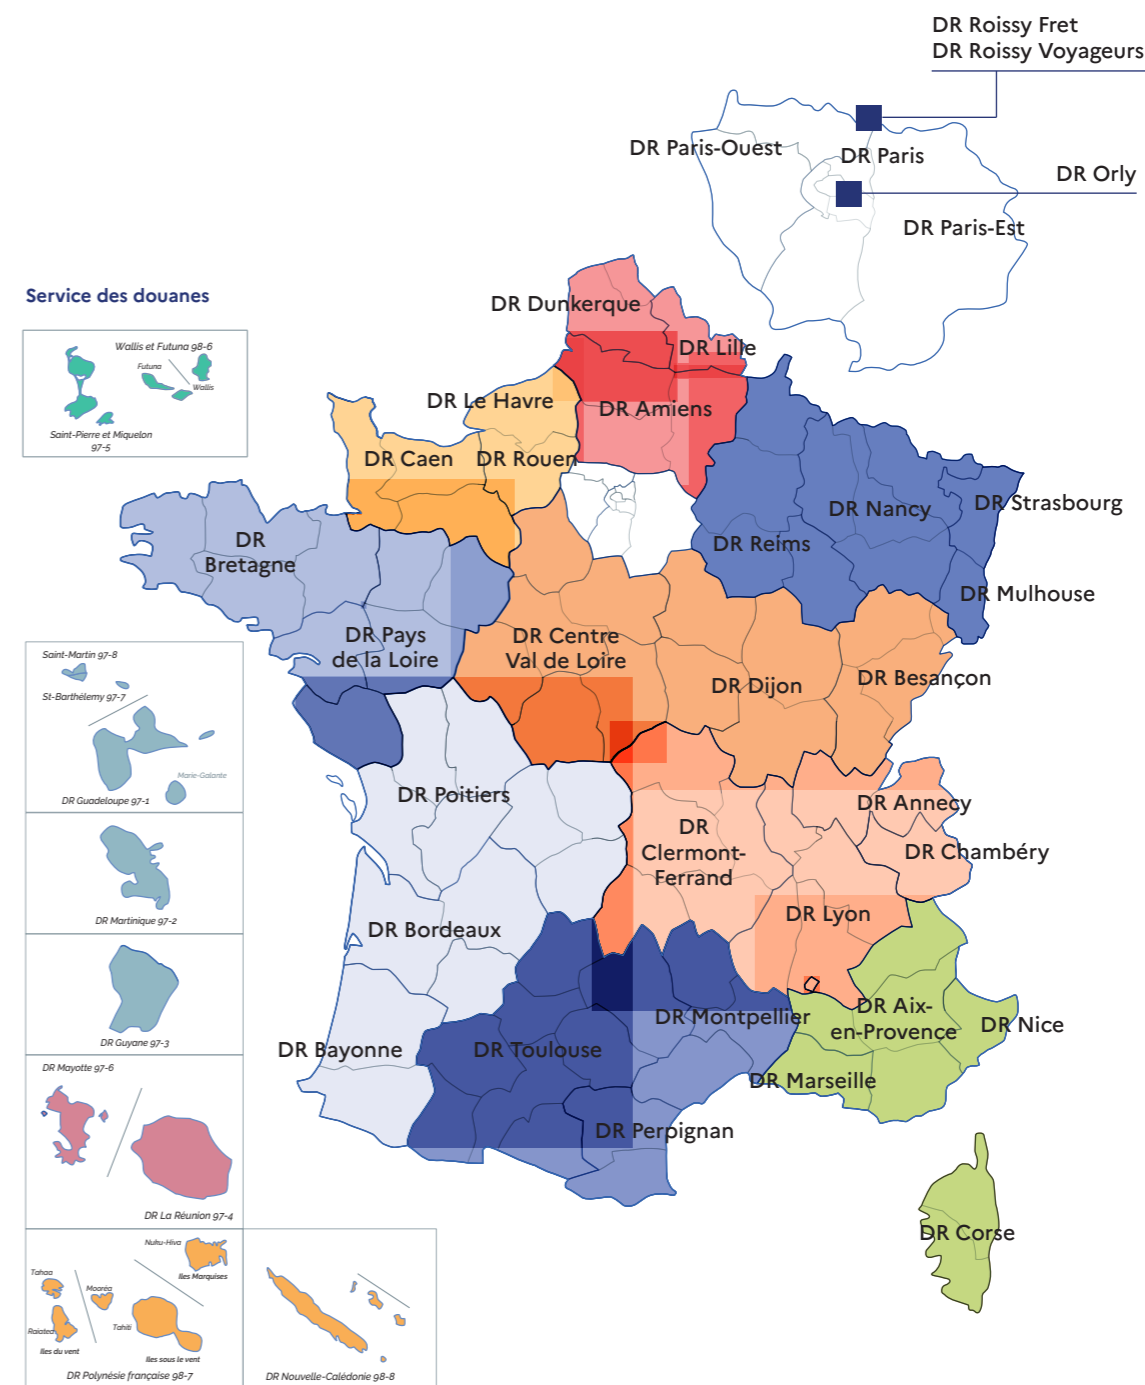 DR Roissy Fret
DR Roissy Voyageurs
DR Paris-Ouest
DR Paris
DR Orly
DR Paris-Est
Service des douanes
DR Dunkerque
DR Lille
Wallis et Futuna 98-6
Futuna
Wallis
Saint-Pierre et Miquelon
97-5
DR Le Havre
DR Amiens
DR Caen
DR Rouen
DR Strasbourg
DR Nancy
DR Reims
DR
Bretagne
DR Mulhouse
DR Pays
de la Loire
DR Centre
Val de Loire
DR Dijon
DR Besançon
Saint-Martin 97-8
St-Barthélemy 97-7
Marie-Galante
DR Guadeloupe 97-1
DR Poitiers
DR Annecy
DR
Clermont-
Ferrand
DR Chambéry
DR Martinique 97-2
DR Lyon
DR Bordeaux
DR Guyane 97-3
DR Montpellier
DR Aix-
en-Provence
DR Nice
DR Bayonne
DR Toulouse
DR Marseille
DR Mayotte 97-6
DR Perpignan
DR La Réunion 97-4
DR Corse
Nuku-Hiva
Iles Marquises
Tahaa
Mooréa
Raiatea
Tahiti
Iles du vent
Iles sous le vent
DR Polynésie française 98-7
DR Nouvelle-Calédonie 98-8